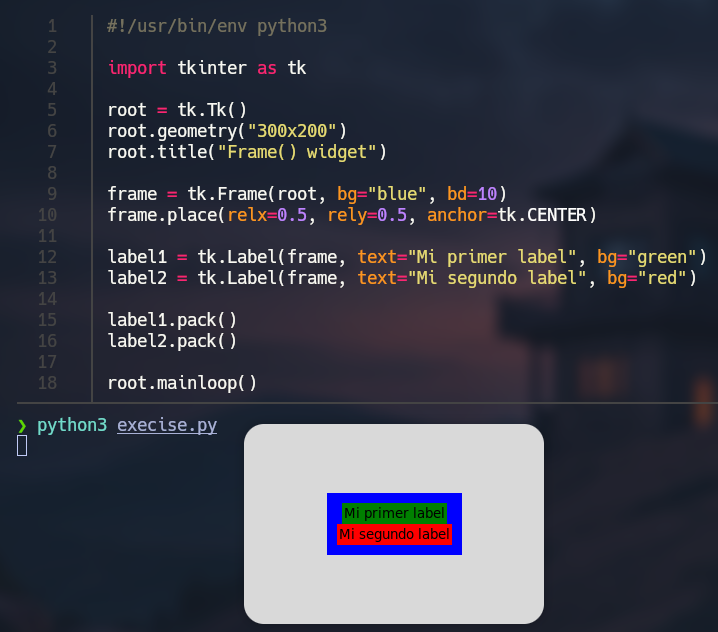 1 #!/usr/bin/env python3
2
3 import tkinter as tk
4
5 root = tk.Tk()
6 root.geometry("300x200")
7 root.title("Frame() widget")
8
9 frame = tk.Frame(root, bg="blue", bd=10)
10 frame.place(relx=0.5, rely=0.5, anchor=tk.CENTER)
11
12 label1 = tk.Label(frame, text="Mi primer label", bg="green")
13 label2 = tk.Label(frame, text="Mi segundo label", bg="red")
14
15 label1.pack()
16 label2.pack()
17
18 root.mainloop()
❯ python3 execise.py
Mi primer label
Mi segundo label